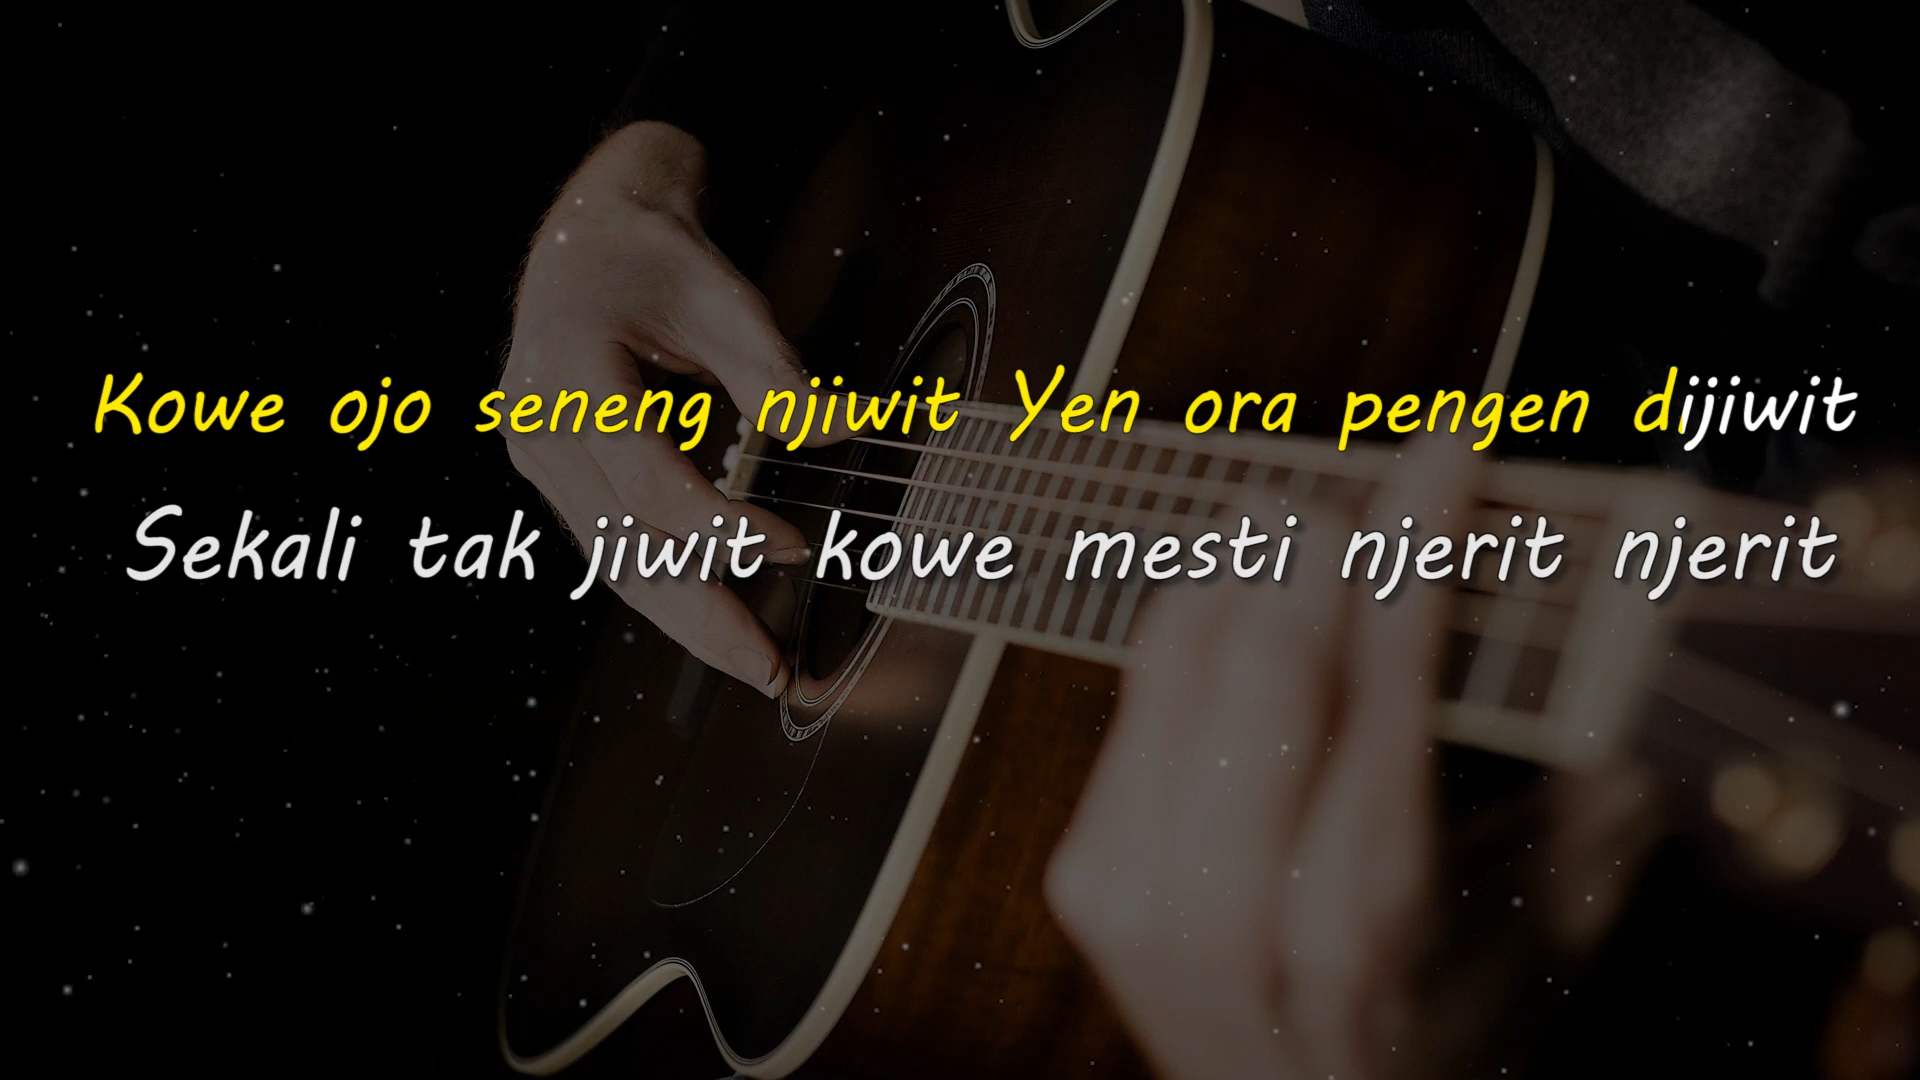 Kowe ojo seneng njiwit Yen ora pengen dijiwit
Sekali tak jiwit kowe mesti njerit njerit